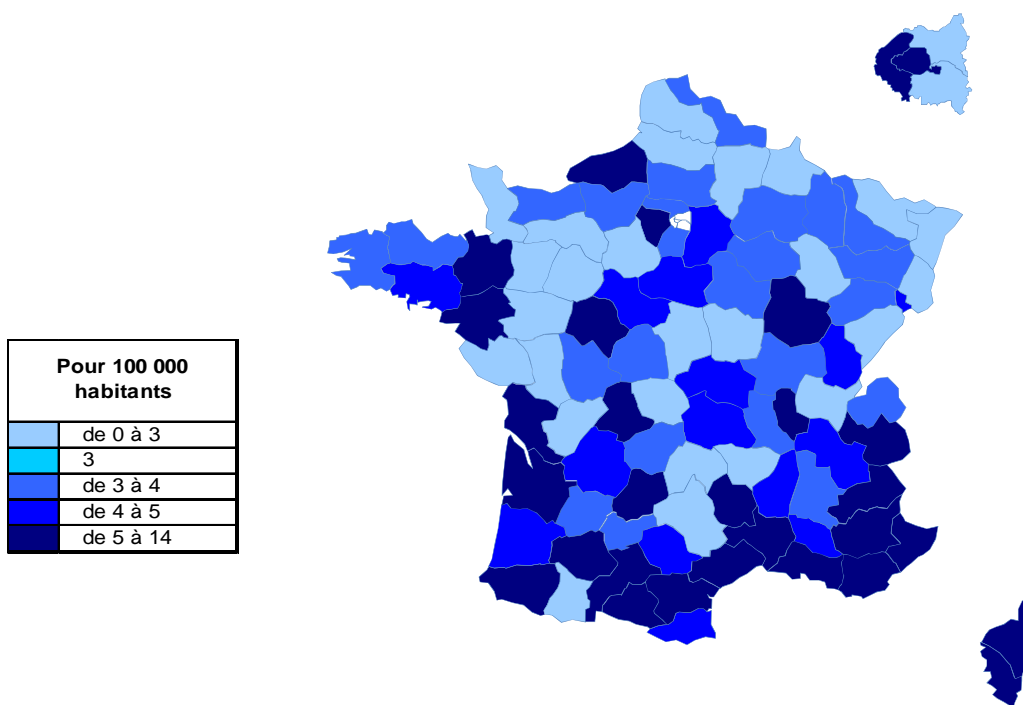 Pour 100 000
habitants
de 0 à 3
3
de 3 à 4
de 4 à 5
de 5 à 14